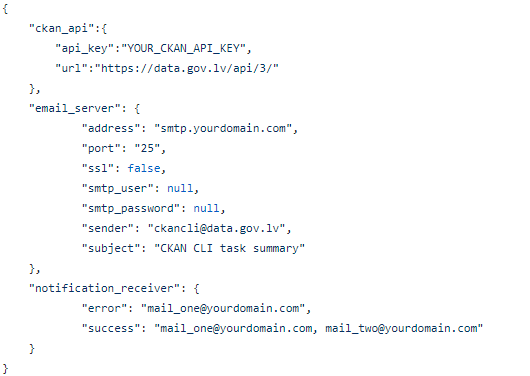 {
    "ckan_api":{
        "api_key":"YOUR_CKAN_API_KEY",
        "url":"https://data.gov.lv/api/3/"
    },
    "email_server": {
            "address": "smtp.yourdomain.com",
            "port": "25",
            "ssl": false,
            "smtp_user": null,
            "smtp_password": null,
            "sender": "ckancli@data.gov.lv",
            "subject": "CKAN CLI task summary"
    },
    "notification_receiver": {
            "error": "mail_one@yourdomain.com",
            "success": "mail_one@yourdomain.com, mail_two@yourdomain.com"
    }
}